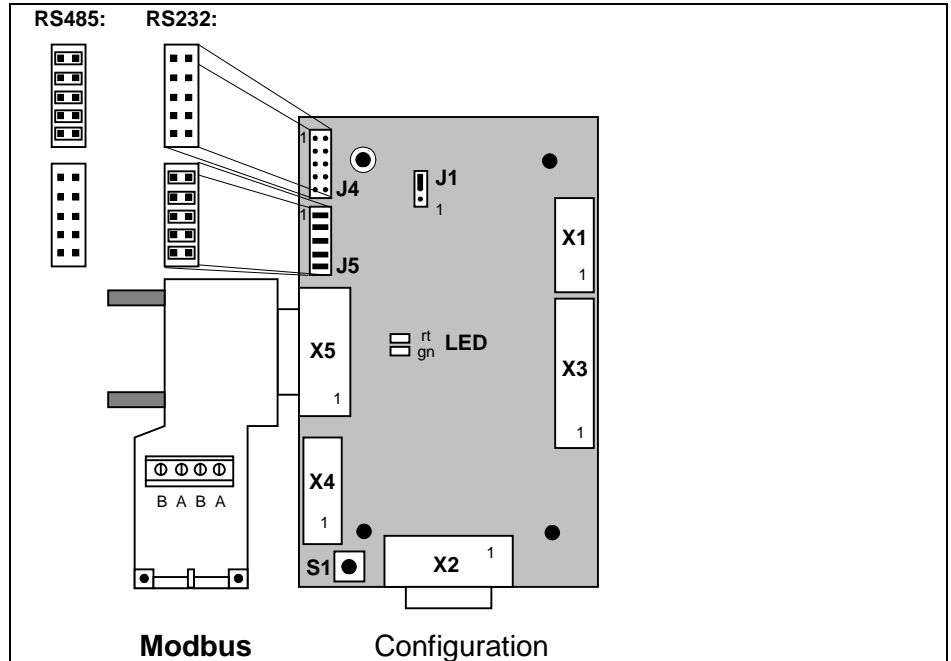 RS485: RS232:
1
J4
J1
1
1
J5
X1
1
X5
1
rt
gn
LED
X3
1
B A B A
X4
1
S1
X2
1
Modbus
Configuration